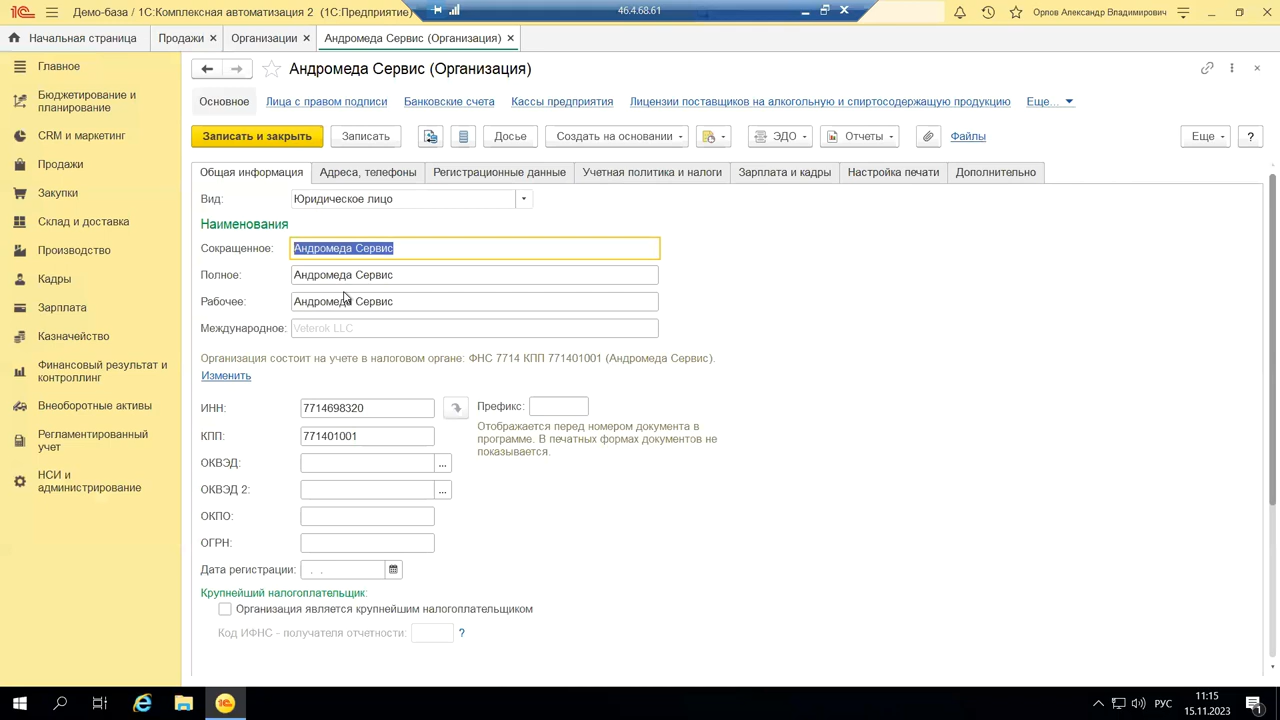 Демо-база / 1С:Комплексная автоматизация 2 (1С:Предприятие)
46.4.68.61
Орлов Александр Владимирович
Начальная страница
Продажи ×
Организации ×
Андромеда Сервис (Организация) ×
Главное
Бюджетирование и
планирование
CRM и маркетинг
Продажи
Закупки
Склад и доставка
Производство
Кадры
Зарплата
Казначейство
Финансовый результат и
контроллинг
Внеоборотные активы
Регламентированный
учет
НСИ и
администрирование
Андромеда Сервис (Организация)
Основное Лица с правом подписи Банковские счета Кассы предприятия Лицензии поставщиков на алкогольную и спиртосодержащую продукцию Еще...
Записать и закрыть Записать Досье Создать на основании ЭДО Отчеты Файлы Еще ?
Общая информация Адреса, телефоны Регистрационные данные Учетная политика и налоги Зарплата и кадры Настройка печати Дополнительно
Вид: Юридическое лицо
Наименования
Сокращенное: Андромеда Сервис
Полное: Андромеда Сервис
Рабочее: Андромеда Сервис
Международное: Veterok LLC
Организация состоит на учете в налоговом органе: ФНС 7714 КПП 771401001 (Андромеда Сервис).
Изменить
ИНН: 7714698320 Префикс:
Отображается перед номером документа в
программе. В печатных формах документов не
показывается.
КПП: 771401001
ОКВЭД: ...
ОКВЭД 2: ...
ОКПО:
ОГРН:
Дата регистрации: . .
Крупнейший налогоплательщик:
Организация является крупнейшим налогоплательщиком
Код ИФНС - получателя отчетности: ?
РУС
11:15
15.11.2023
1